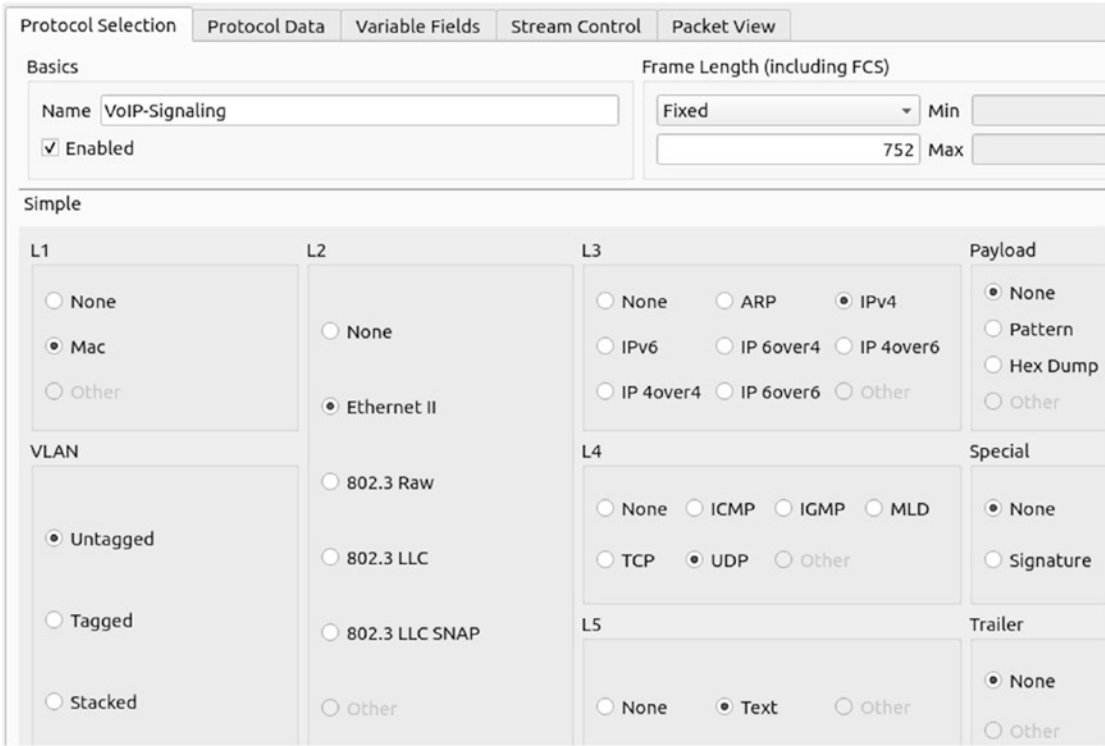 Protocol Selection Protocol Data Variable Fields Stream Control Packet View
Basics
Name VoIP-Signaling
Enabled
Frame Length (including FCS)
Fixed Min
752 Max
Simple
L1
None
Mac
Other
VLAN
Untagged
Tagged
Stacked
L2
None
Ethernet II
802.3 Raw
802.3 LLC
802.3 LLC SNAP
Other
L3
None ARP IPv4
IPv6 IP 6over4 IP 4over6
IP 4over4 IP 6over6 Other
L4
None ICMP IGMP MLD
TCP UDP Other
L5
None Text Other
Payload
None
Pattern
Hex Dump
Other
Special
None
Signature
Trailer
None
Other